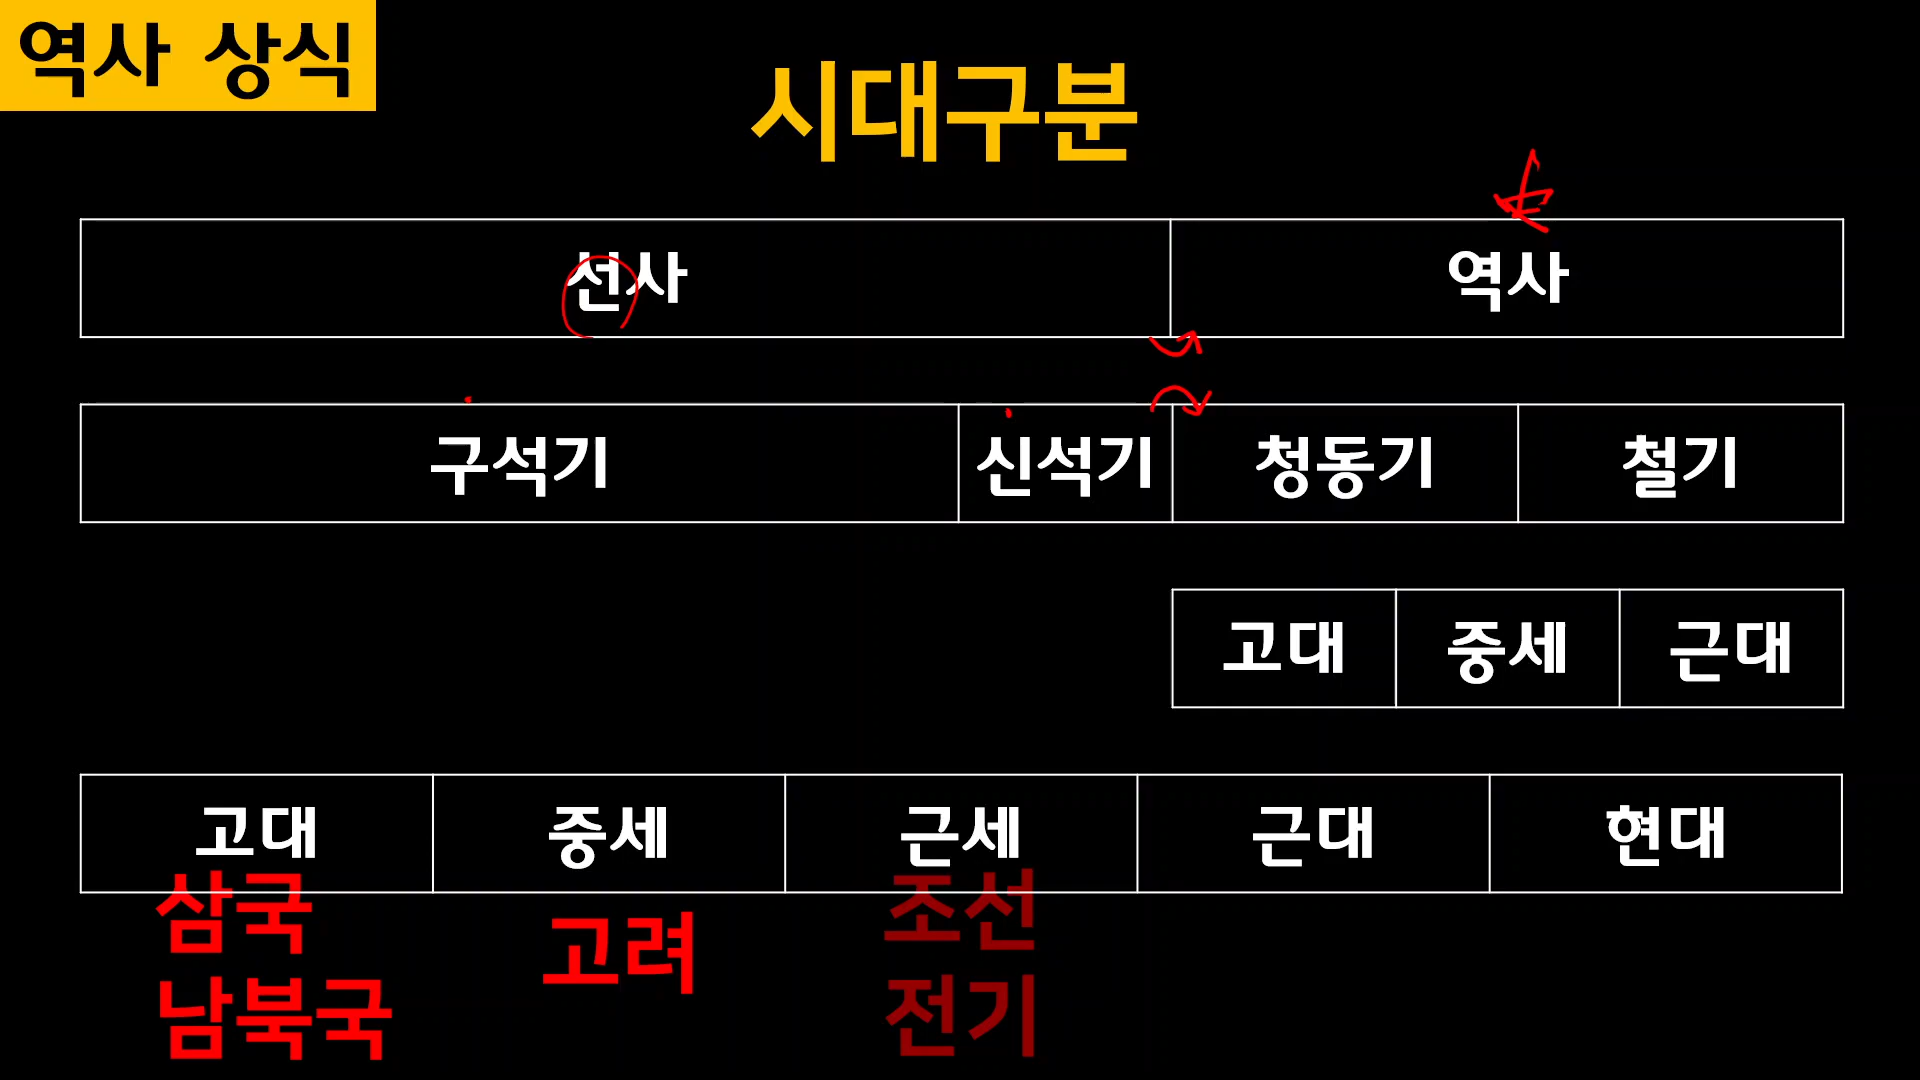 역사 상식
시대구분
선사 역사
구석기 신석기 청동기 철기
고대 중세 근대
고대 중세 근세 근대 현대
삼국 고려 조선
남북국 전기